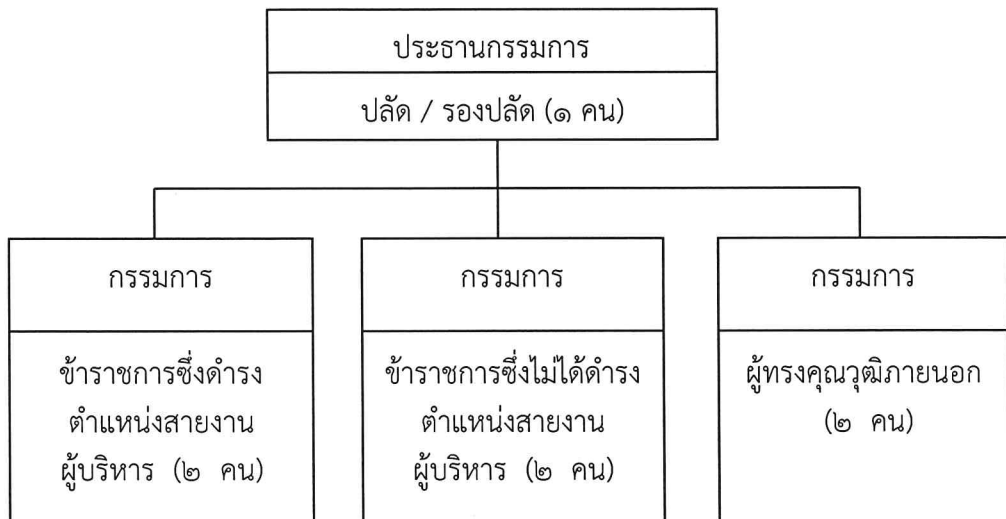 ประธานกรรมการ
ปลัด / รองปลัด (๑ คน)
กรรมการ
ข้าราชการซึ่งดำรง
ตำแหน่งสายงาน
ผู้บริหาร (๒ คน)
กรรมการ
ข้าราชการซึ่งไม่ได้ดำรง
ตำแหน่งสายงาน
ผู้บริหาร (๒ คน)
กรรมการ
ผู้ทรงคุณวุฒิภายนอก
(๒ คน)